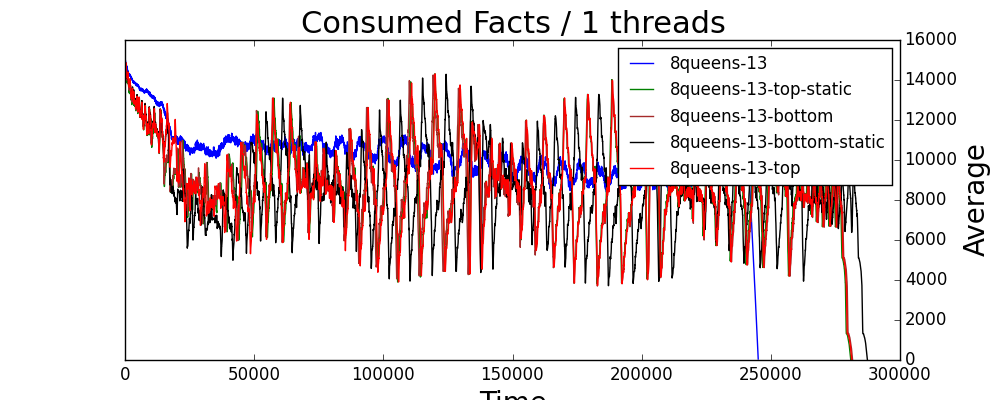 Consumed Facts / 1 threads
16000
14000
12000
10000
8000
6000
4000
2000
0
Average
8queens-13
8queens-13-top-static
8queens-13-bottom
8queens-13-bottom-static
8queens-13-top
0
50000
100000
150000
200000
250000
300000
Time